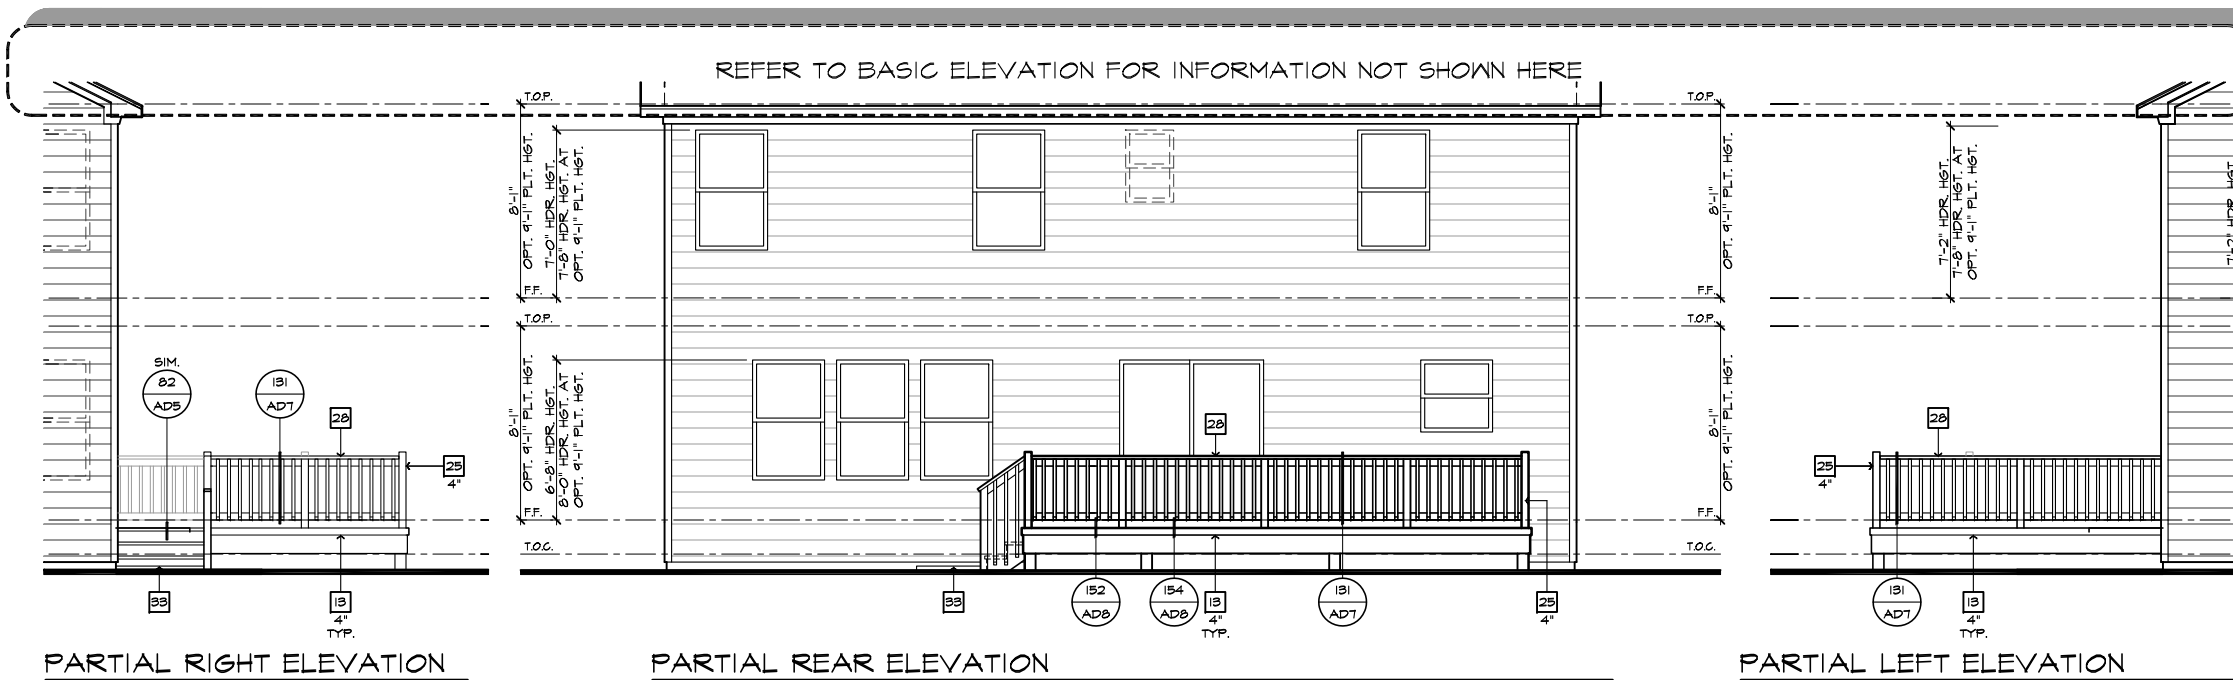 REFER TO BASIC ELEVATION FOR INFORMATION NOT SHOWN HERE
T.O.P.
8'-1"
OPT. 9'-1" PLT. HGT.
7'-0" HDR. HGT.
7'-8" HDR. HGT. AT
OPT. 9'-1" PLT. HGT.
F.F.
T.O.P.
8'-1"
OPT. 9'-1" PLT. HGT.
6'-8" HDR. HGT.
8'-0" HDR. HGT. AT
OPT. 9'-1" PLT. HGT.
F.F.
T.O.C.
SIM.
82
AD5
131
AD7
28
25
4"
33
13
4"
TYP.
PARTIAL RIGHT ELEVATION
28
33
152
AD8
154
AD8
13
4"
TYP.
131
AD7
25
4"
PARTIAL REAR ELEVATION
T.O.P.
8'-1"
OPT. 9'-1" PLT. HGT.
F.F.
T.O.P.
8'-1"
OPT. 9'-1" PLT. HGT.
F.F.
T.O.C.
7'-2" HDR. HGT.
7'-8" HDR. HGT. AT
OPT. 9'-1" PLT. HGT.
7'-2" HDR. HGT.
28
25
4"
131
AD7
13
4"
TYP.
PARTIAL LEFT ELEVATION